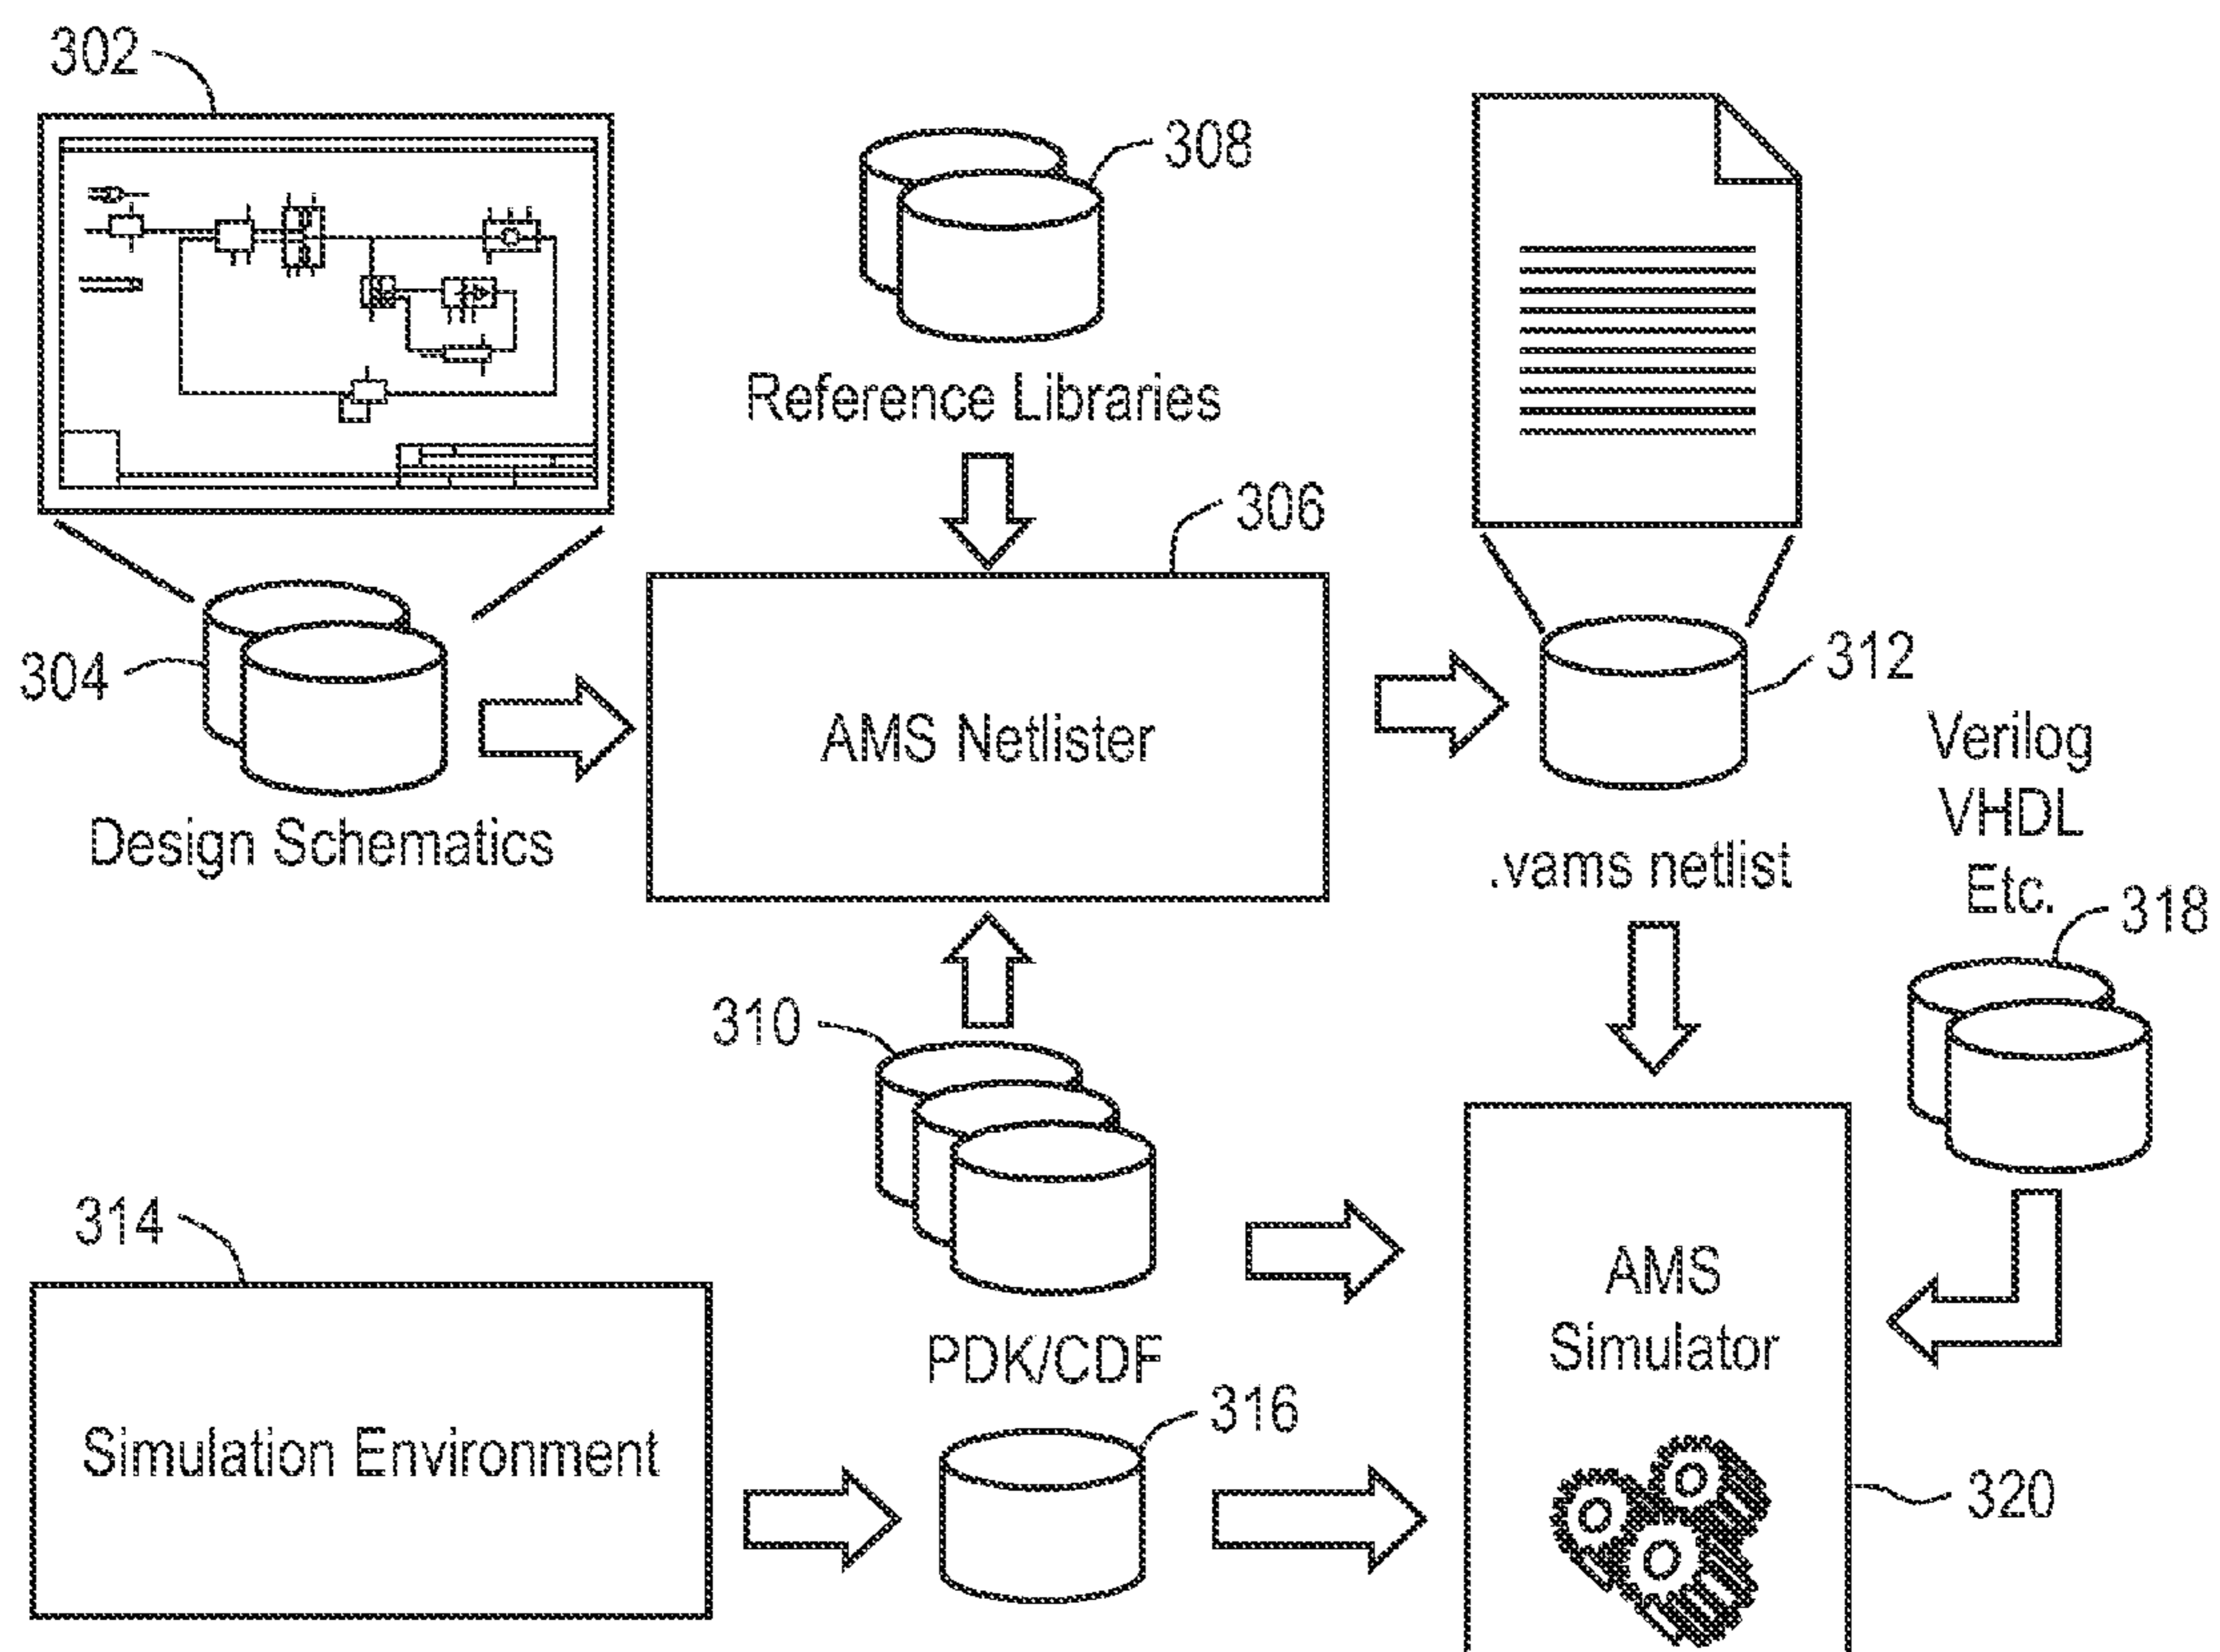 302
308
Reference Libraries
306
304
Design Schematics
AMS Netlister
312
.vams netlist
Verilog
VHDL
Etc.
318
310
PDK/CDF
314
Simulation Environment
316
AMS
Simulator
320